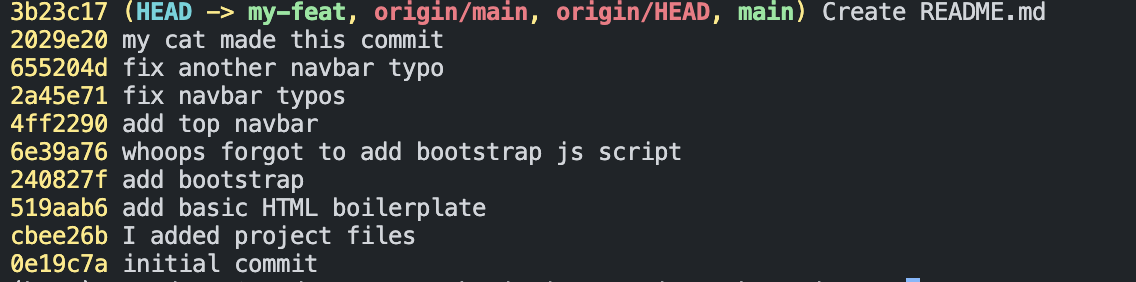 3b23c17 (HEAD -> my-feat, origin/main, origin/HEAD, main) Create README.md
2029e20 my cat made this commit
655204d fix another navbar typo
2a45e71 fix navbar typos
4ff2290 add top navbar
6e39a76 whoops forgot to add bootstrap js script
240827f add bootstrap
519aab6 add basic HTML boilerplate
cbee26b I added project files
0e19c7a initial commit